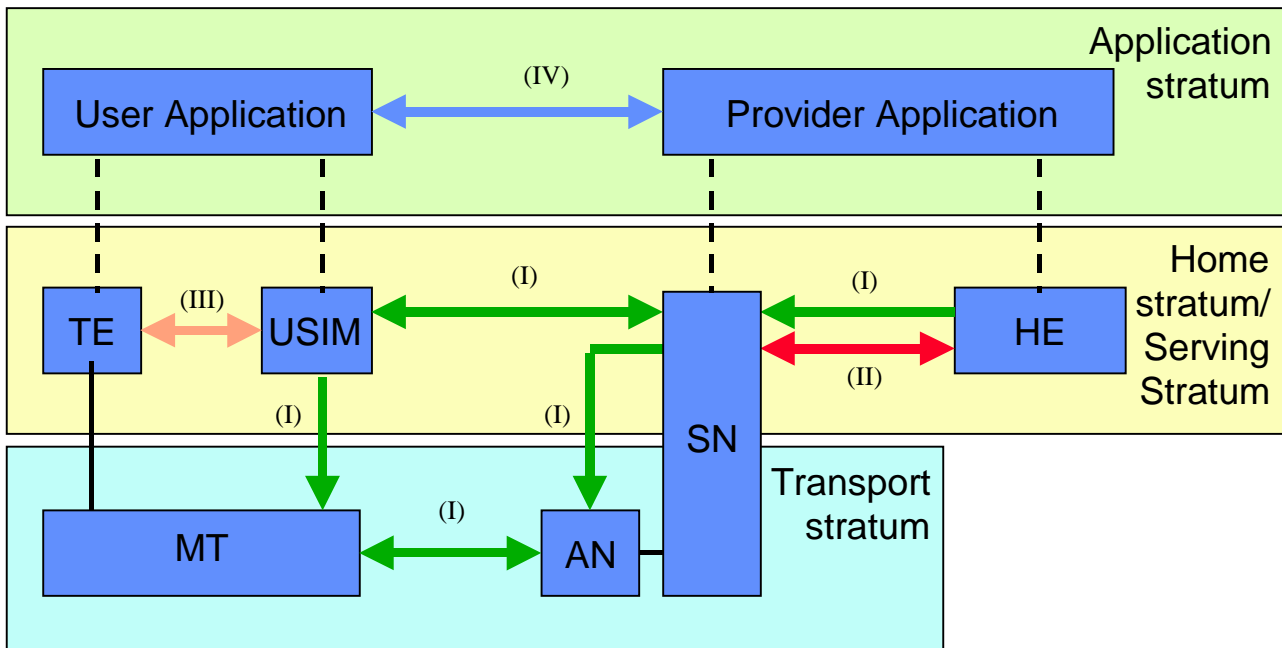 Application
stratum
(IV)
User Application
Provider Application
Home
stratum/
Serving
Stratum
(I)
(I)
(III)
TE
USIM
HE
(II)
(I)
(I)
SN
Transport
stratum
(I)
MT
AN